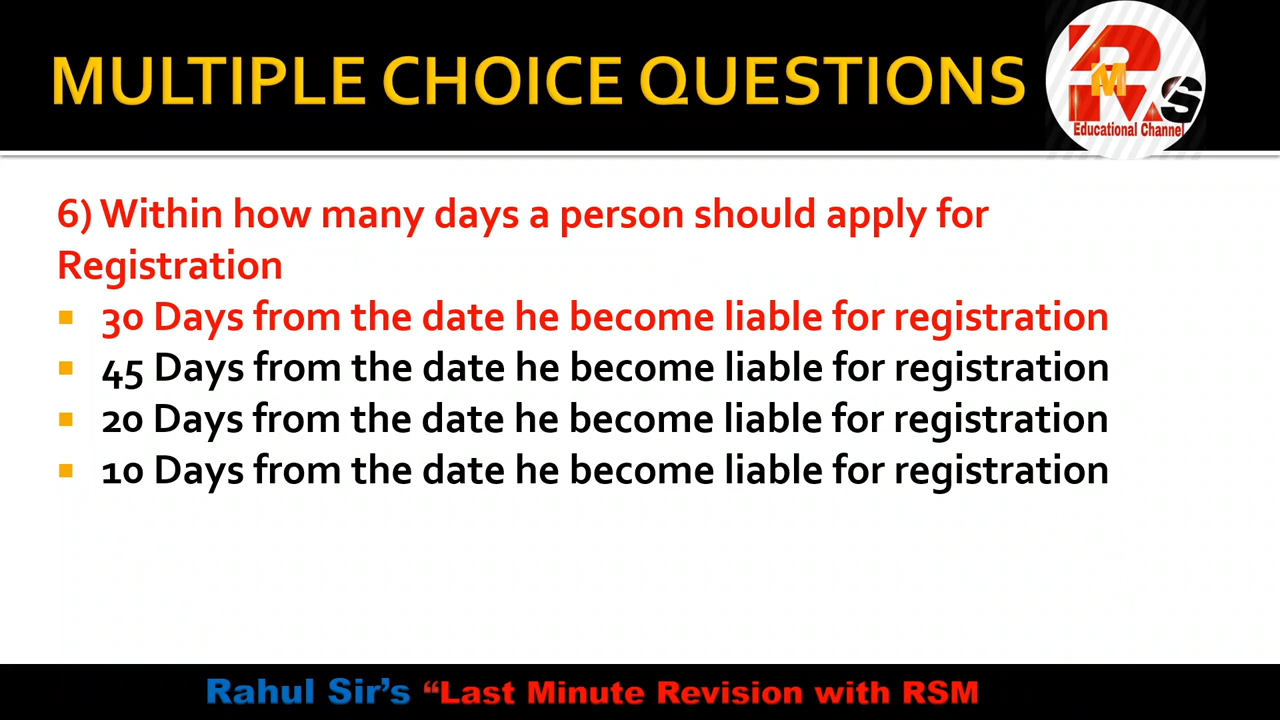 MULTIPLE CHOICE QUESTIONS
RMS
Educational Channel
6) Within how many days a person should apply for
Registration
30 Days from the date he become liable for registration
45 Days from the date he become liable for registration
20 Days from the date he become liable for registration
10 Days from the date he become liable for registration
Rahul Sir's “Last Minute Revision with RSM